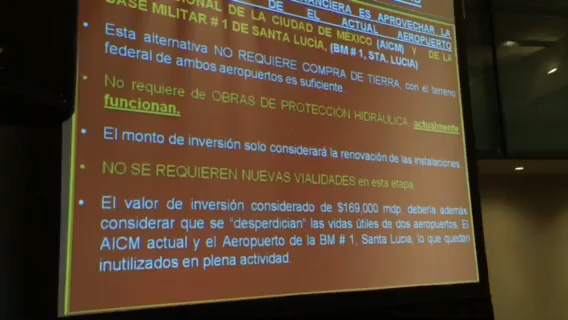 FINANCIERA ES APROVECHAR LA
DE EL ACTUAL AEROPUERTO
DE LA CIUDAD DE MÉXICO (AICM) Y DE LA
BASE MILITAR # 1 DE SANTA LUCÍA, (BM # 1, STA. LUCIA)
• Esta alternativa NO REQUIERE COMPRA DE TIERRA, con el terreno
federal de ambos aeropuertos es suficiente.
• No requiere de OBRAS DE PROTECCIÓN HIDRÁULICA, actualmente
funcionan.
• El monto de inversión solo considerará la renovación de las instalaciones
• NO SE REQUIEREN NUEVAS VIALIDADES en esta etapa.
• El valor de inversión considerado de $169,000 mdp, debería además
considerar que se “desperdician” las vidas útiles de dos aeropuertos, El
AICM actual y el Aeropuerto de la BM # 1, Santa Lucia, lo que quedan
inutilizados en plena actividad.